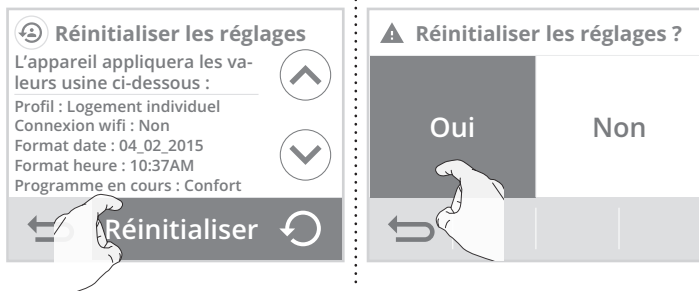 Réinitialiser les réglages
L'appareil appliquera les va-
leurs usine ci-dessous :
Profil : Logement individuel
Connexion wifi : Non
Format date : 04_02_2015
Format heure : 10:37AM
Programme en cours : Confort
Réinitialiser
Réinitialiser les réglages ?
Oui
Non